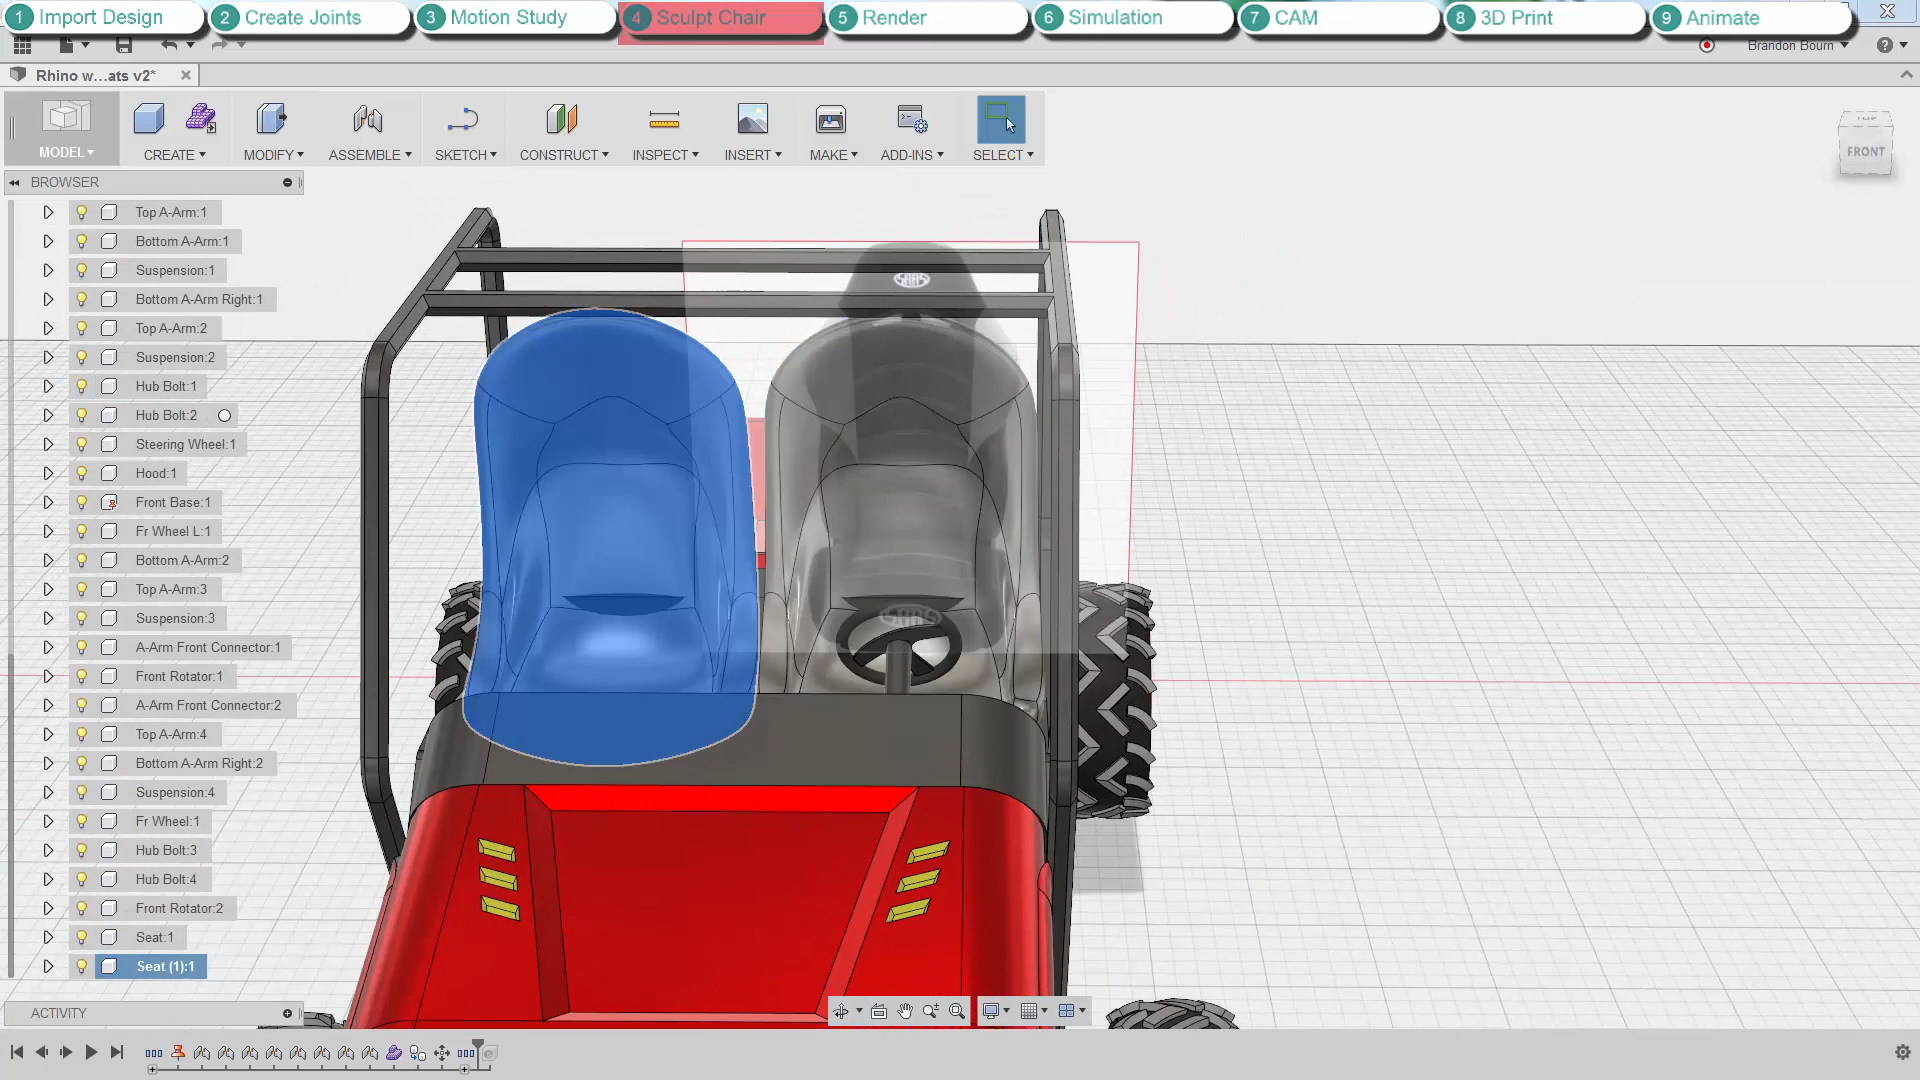 1 Import Design
2 Create Joints
3 Motion Study
4 Sculpt Chair
5 Render
6 Simulation
7 CAM
8 3D Print
9 Animate
Brandon Bourn
Rhino w...ats v2*
MODEL
CREATE
MODIFY
ASSEMBLE
SKETCH
CONSTRUCT
INSPECT
INSERT
MAKE
ADD-INS
SELECT
FRONT
BROWSER
Top A-Arm:1
Bottom A-Arm:1
Suspension:1
Bottom A-Arm Right:1
Top A-Arm:2
Suspension:2
Hub Bolt:1
Hub Bolt:2
Steering Wheel:1
Hood:1
Front Base:1
Fr Wheel L:1
Bottom A-Arm:2
Top A-Arm:3
Suspension:3
A-Arm Front Connector:1
Front Rotator:1
A-Arm Front Connector:2
Top A-Arm:4
Bottom A-Arm Right:2
Suspension:4
Fr Wheel:1
Hub Bolt:3
Hub Bolt:4
Front Rotator:2
Seat:1
Seat (1):1
ACTIVITY